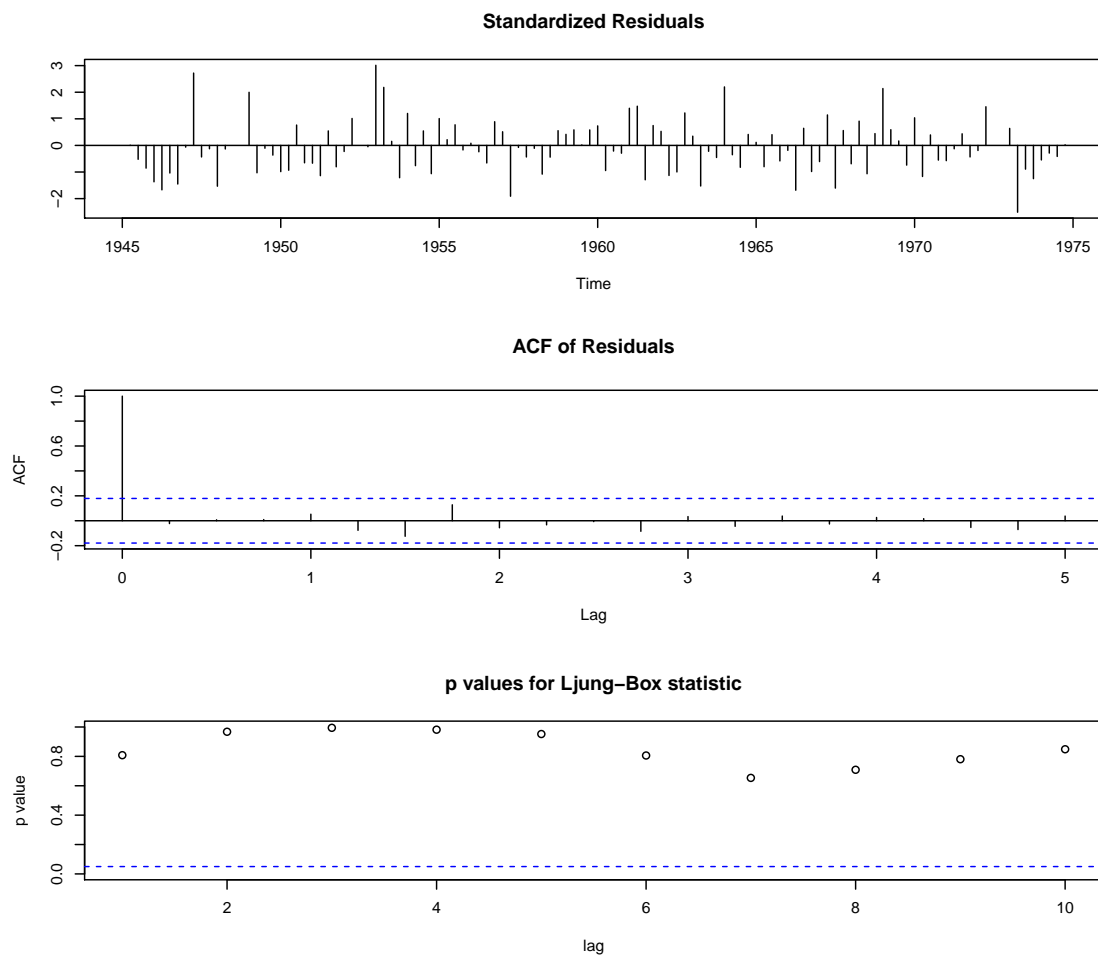 Standardized Residuals
3
2
1
0
−2
1945 1950 1955 1960 1965 1970 1975
Time
ACF of Residuals
1.0
0.6
0.2
−0.2
ACF
0 1 2 3 4 5
Lag
p values for Ljung−Box statistic
0.8
0.4
0.0
p value
2 4 6 8 10
lag